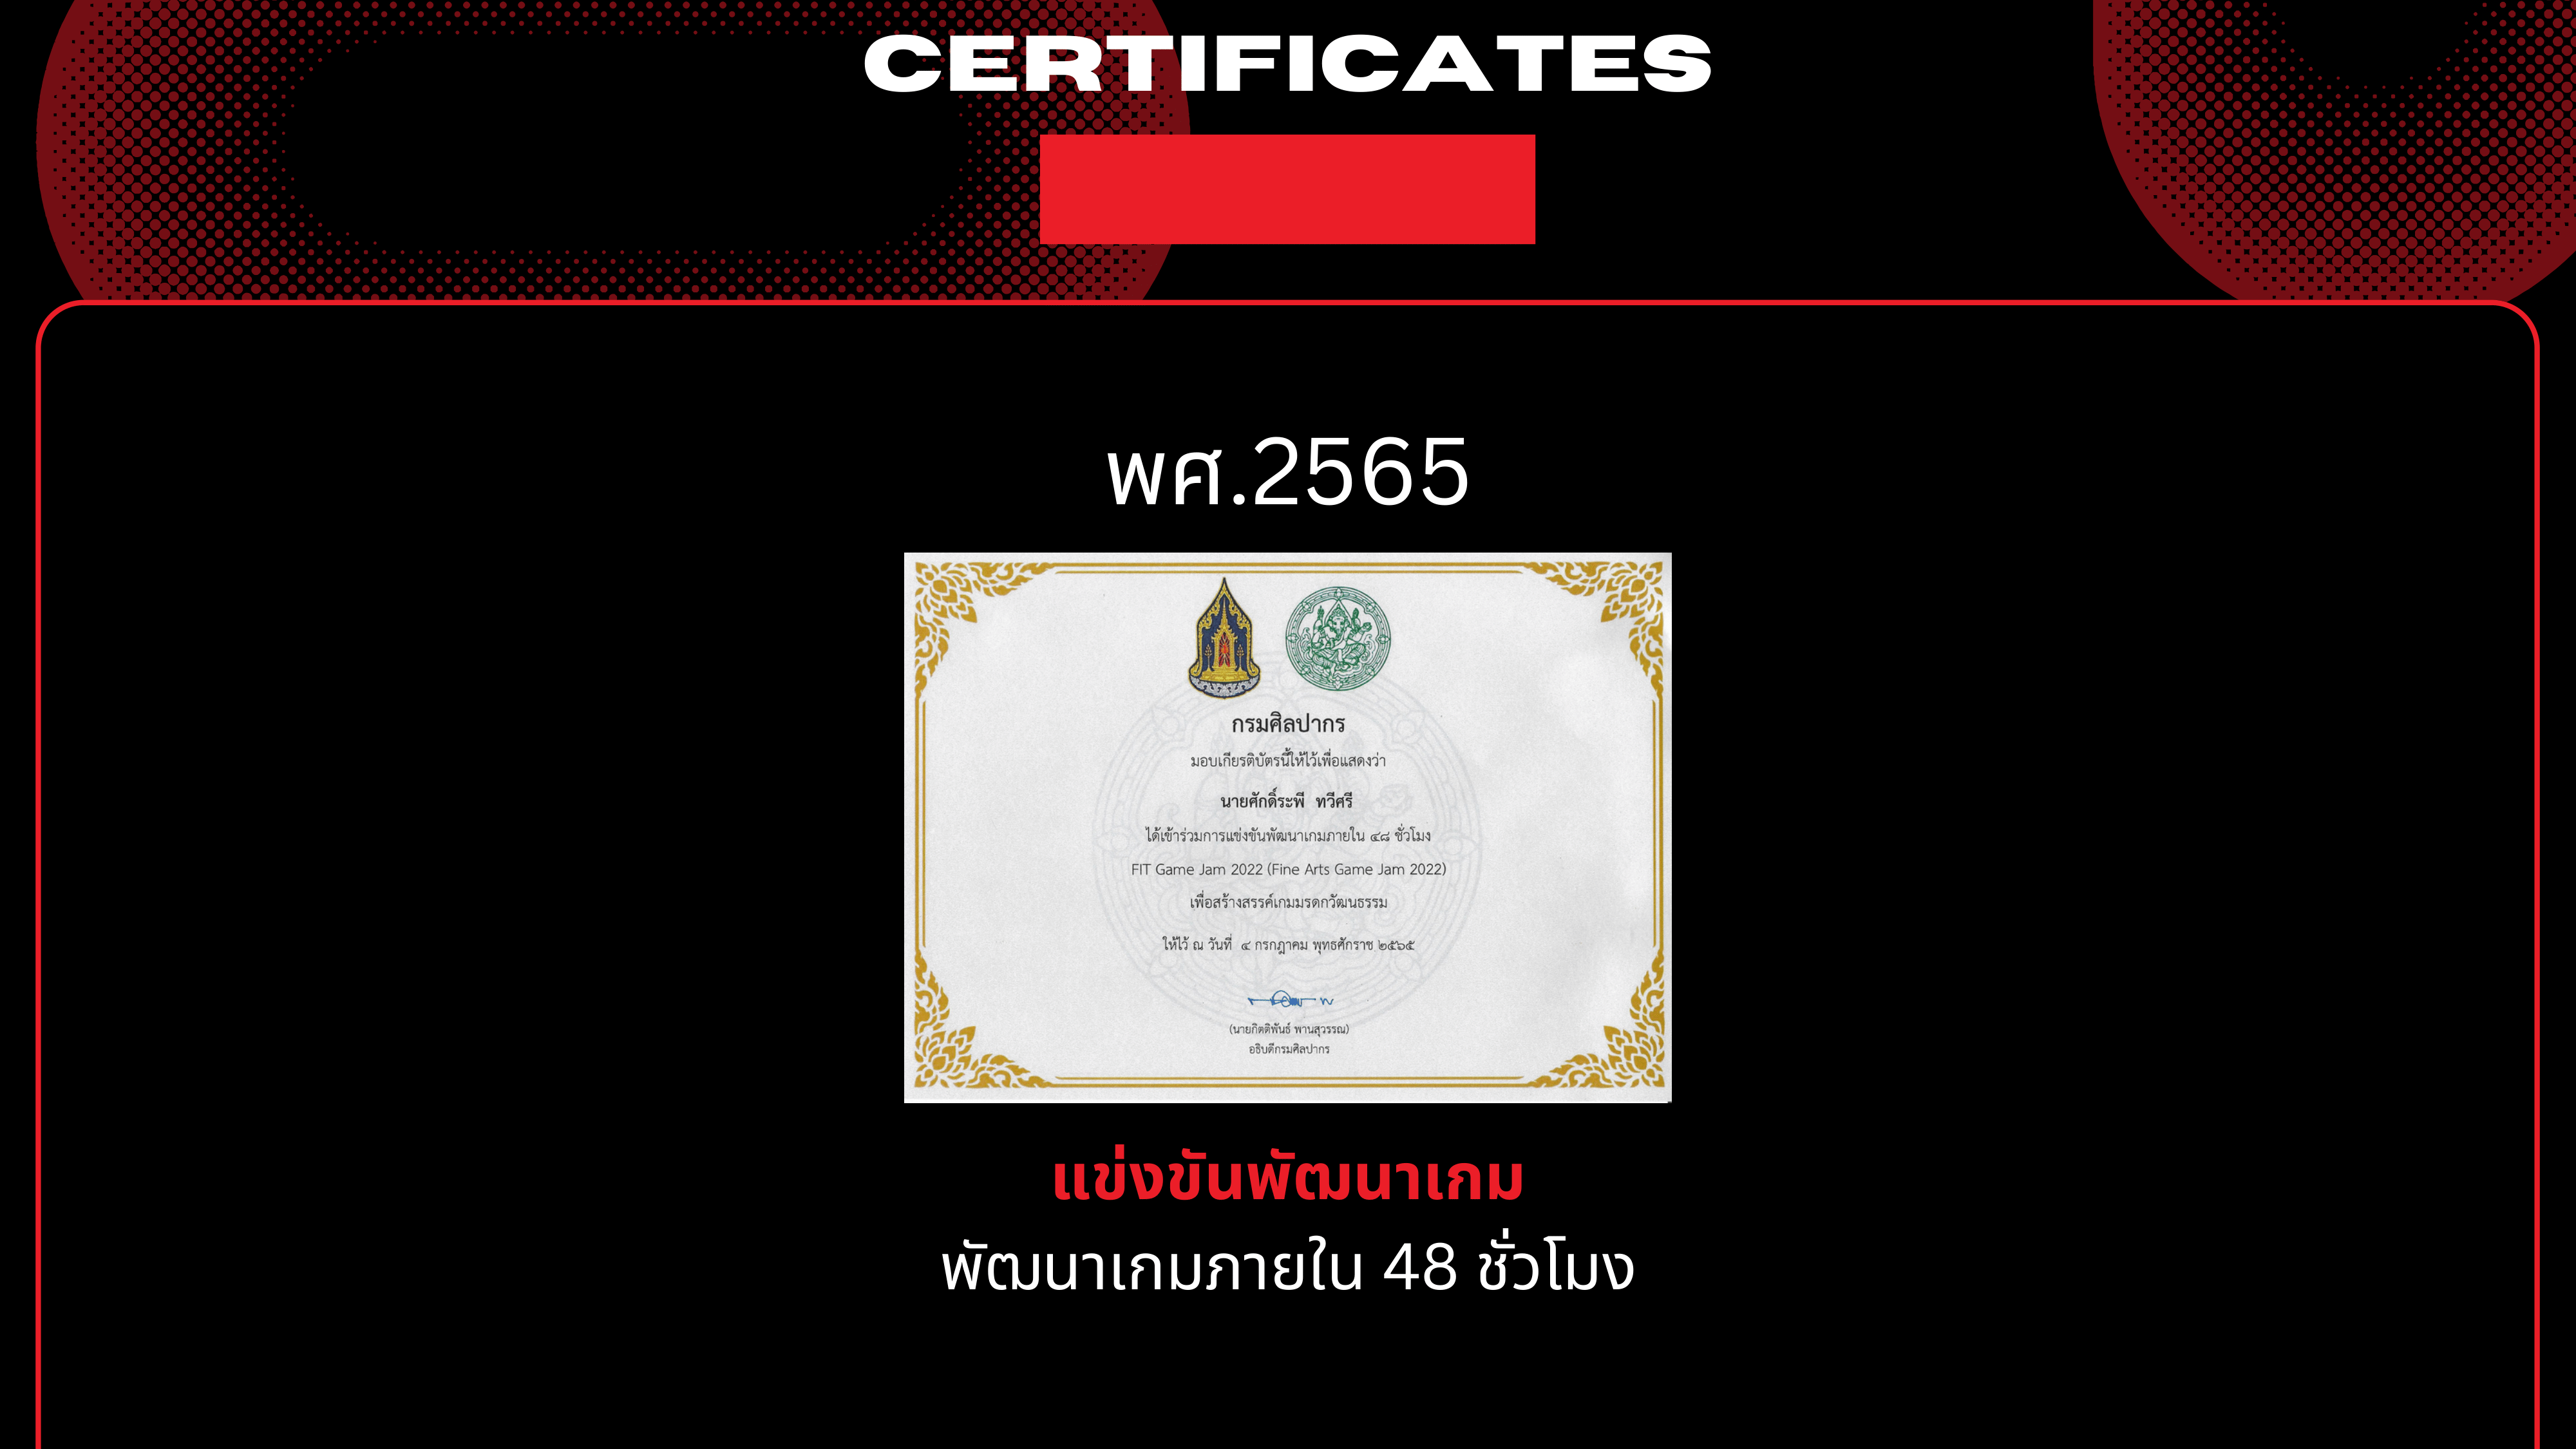 CERTIFICATES
พศ.2565
กรมศิลปากร
มอบเกียรติบัตรนี้ให้ไว้เพื่อแสดงว่า
นายศักดิ์ระพี ทวีศรี
ได้เข้าร่วมการแข่งขันพัฒนาเกมภายใน ๔๘ ชั่วโมง
FIT Game Jam 2022 (Fine Arts Game Jam 2022)
เพื่อสร้างสรรค์เกมมรดกวัฒนธรรม
ให้ไว้ ณ วันที่ ๔ กรกฎาคม พุทธศักราช ๒๕๖๕
(นายกิตติพันธ์ พานสุวรรณ)
อธิบดีกรมศิลปากร
แข่งขันพัฒนาเกม
พัฒนาเกมภายใน 48 ชั่วโมง